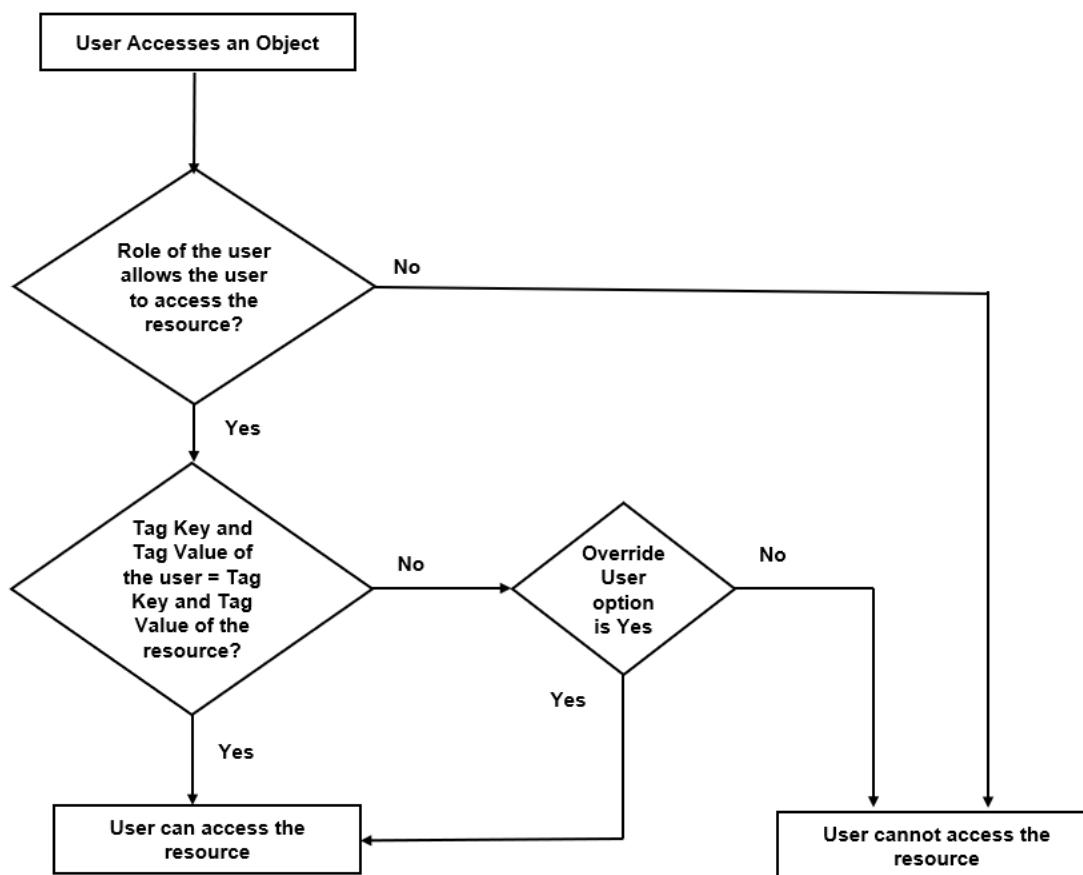 User Accesses an Object
Role of the user
allows the user
to access the
resource?
No
Yes
Tag Key and
Tag Value of
the user = Tag
Key and Tag
Value of the
resource?
No
Override
User
option
is Yes
No
Yes
Yes
User can access the
resource
User cannot access the
resource